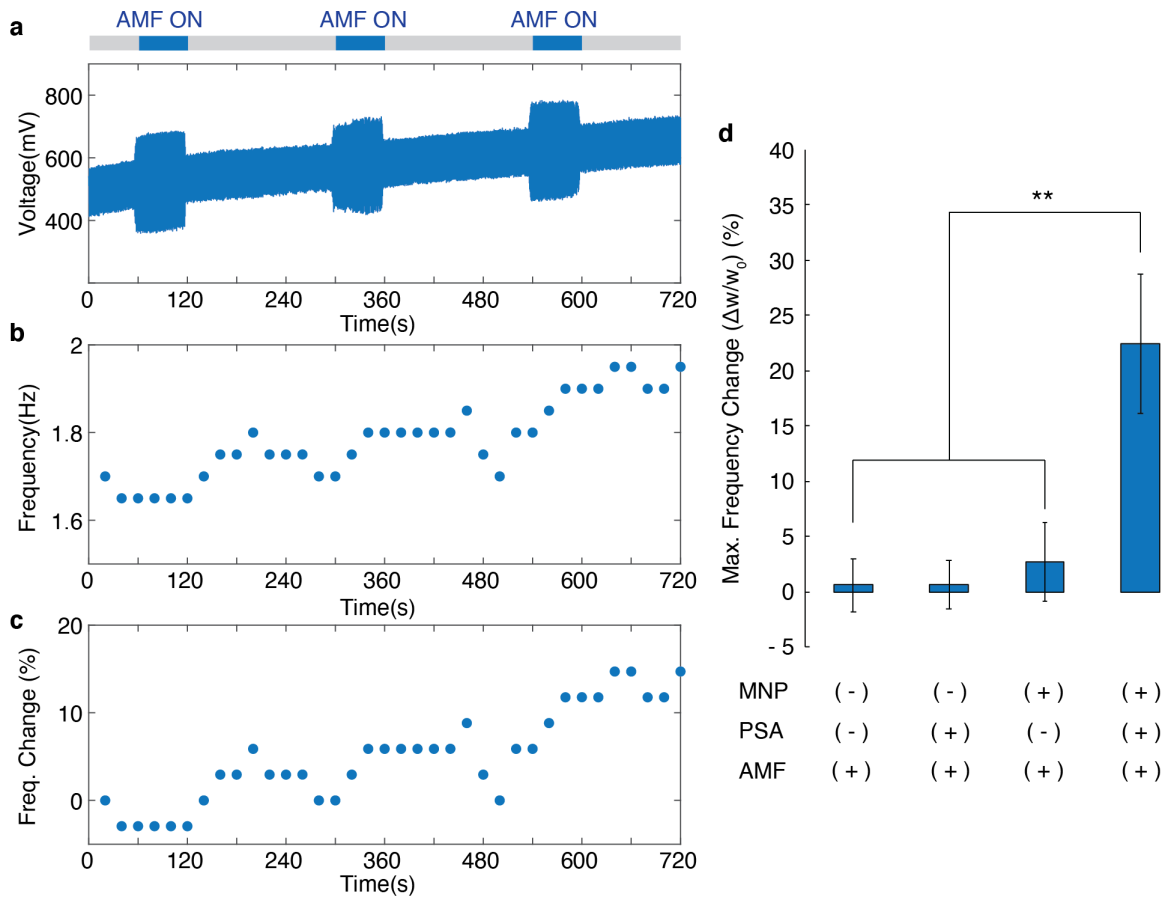 a
AMF ON AMF ON AMF ON
Voltage(mV)
800
600
400
0 120 240 360 480 600 720
Time(s)
b
Frequency(Hz)
2
1.8
1.6
0 120 240 360 480 600 720
Time(s)
c
Freq. Change (%)
20
10
0
0 120 240 360 480 600 720
Time(s)
d
Max. Frequency Change (Δw/w0) (%)
40
35
30
25
20
15
10
5
0
- 5
**
MNP ( - ) ( - ) ( + ) ( + )
PSA ( - ) ( + ) ( - ) ( + )
AMF ( + ) ( + ) ( + ) ( + )